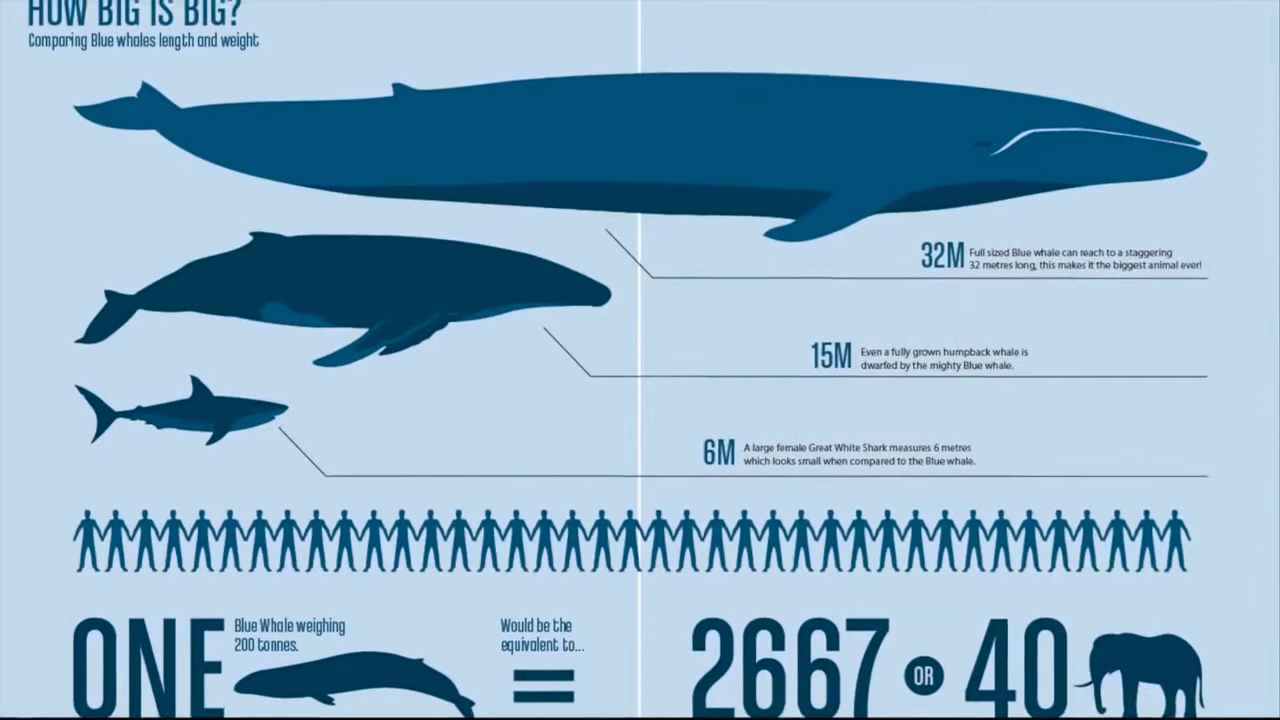 HOW BIG IS BIG?
Comparing Blue whales length and weight
32M
Full sized Blue whale can reach to a staggering
32 metres long, this makes it the biggest animal ever!
15M
Even a fully grown humpback whale is
dwarfed by the mighty Blue whale.
6M
A large female Great White Shark measures 6 metres
which looks small when compared to the Blue whale.
ONE
Blue Whale weighing
200 tonnes.
Would be the
equivalent to...
=
2667 OR 40